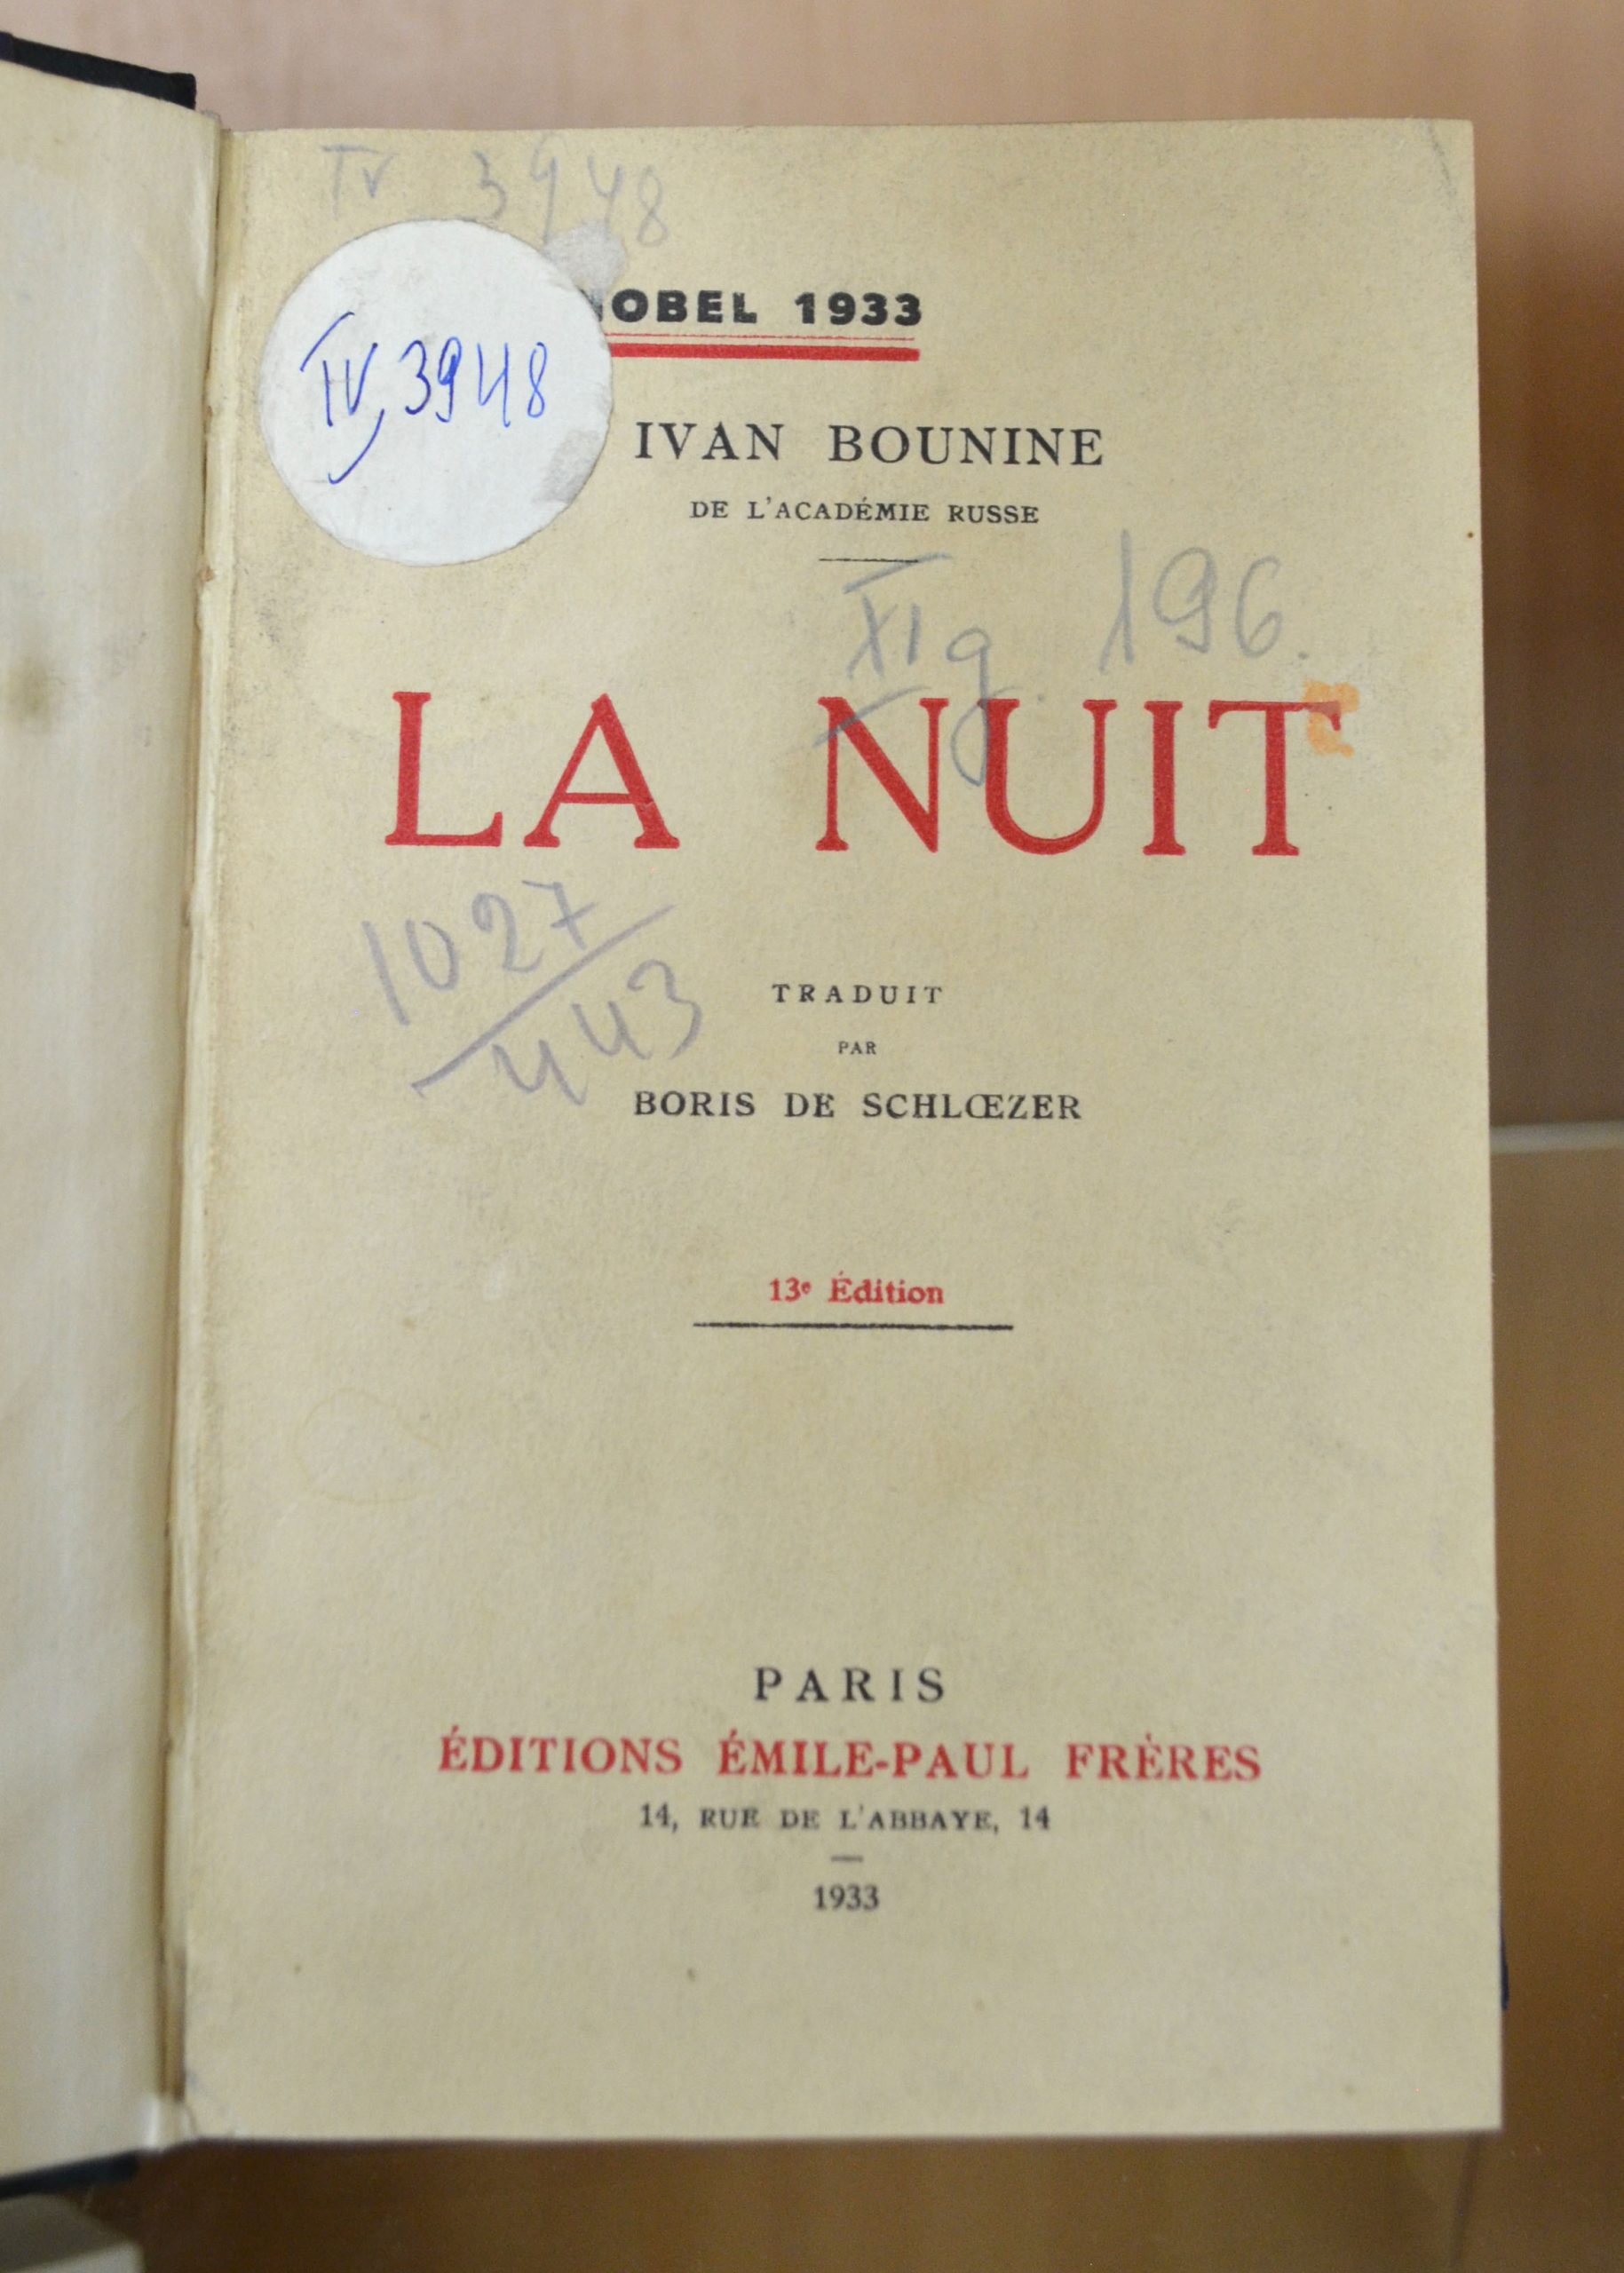 IV 3948
IV, 3948
NOBEL 1933
IVAN BOUNINE
DE L'ACADÉMIE RUSSE
XI g. 196.
LA NUIT
1027
443
TRADUIT
PAR
BORIS DE SCHLŒZER
13e Édition
PARIS
ÉDITIONS ÉMILE-PAUL FRÈRES
14, RUE DE L'ABBAYE, 14
1933